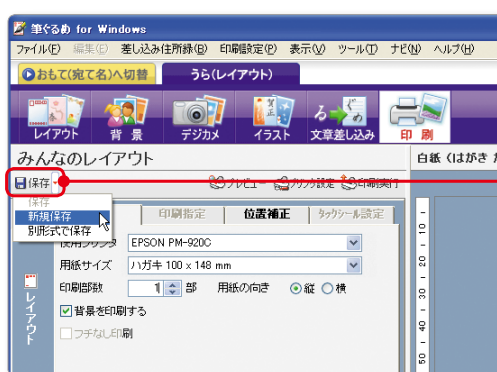 筆ぐるめ for Windows
ファイル(F) 編集(E) 差し込み住所録(B) 印刷設定(P) 表示(V) ツール(T) ナビ(N) ヘルプ(H)
おもて(宛て名)へ切替 うら(レイアウト)
レイアウト 背景 デジカメ イラスト 文章差し込み 印刷
みんなのレイアウト 白紙 (はがき
保存 プレビュー プリンタ設定 印刷実行
保存
新規保存 印刷指定 位置補正 タックシール設定
別形式で保存
使用プリンタ EPSON PM-920C
用紙サイズ ハガキ 100 x 148 mm
印刷部数 1 部 用紙の向き 縦 横
背景を印刷する
フチなし印刷
レイアウト
10
20
30
40
50